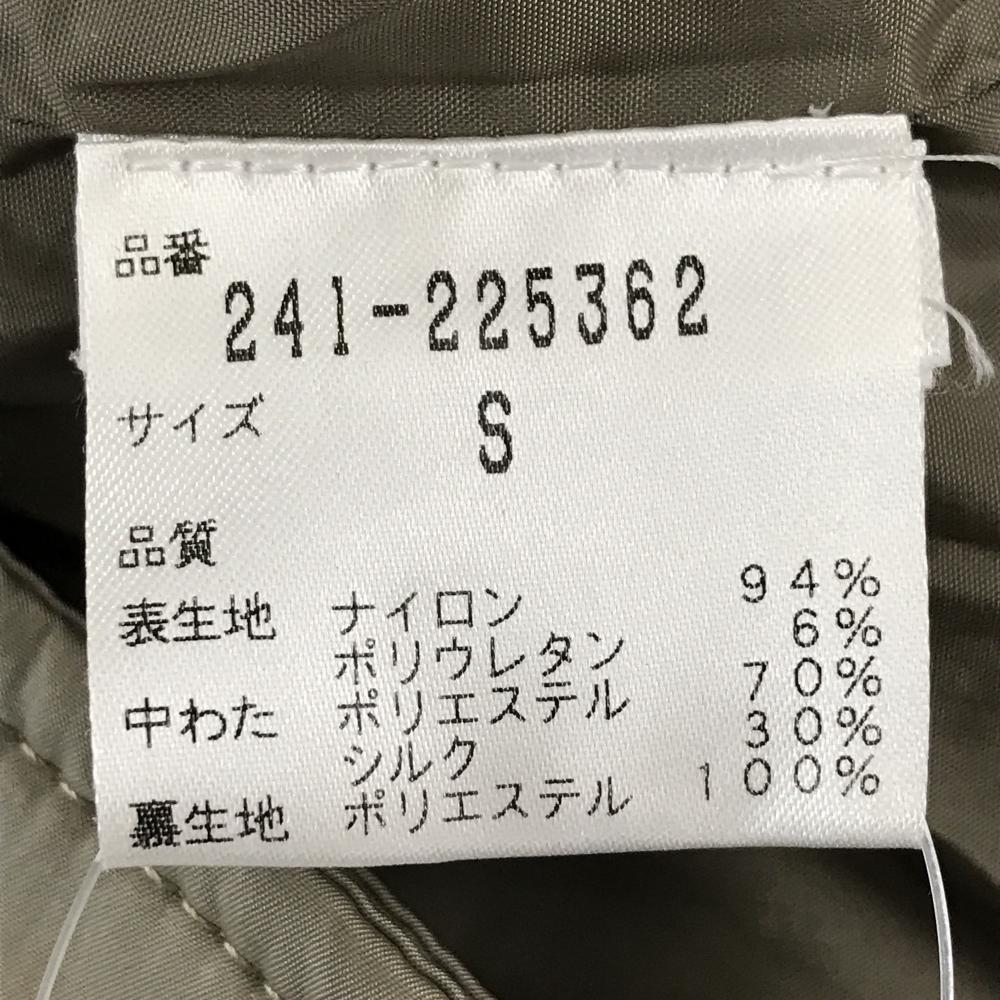 品番
241-225362
サイズ S
品質
表生地 ナイロン 94%
ポリウレタン 6%
中わた ポリエステル 70%
シルク 30%
裏生地 ポリエステル 100%